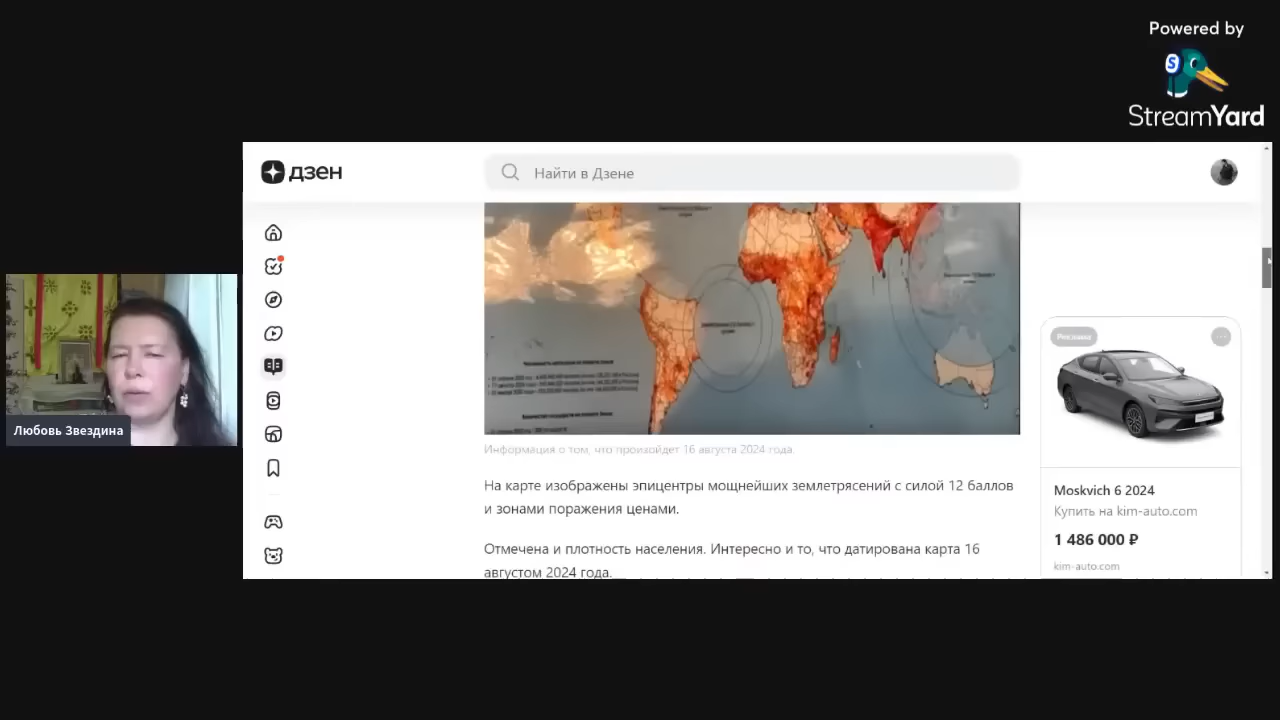 Powered by
StreamYard
дзен
Найти в Дзене
Информация о том, что произойдет 16 августа 2024 года.
На карте изображены эпицентры мощнейших землетрясений с силой 12 баллов
и зонами поражения ценами.
Отмечена и плотность населения. Интересно и то, что датирована карта 16
августом 2024 года.
Реклама
Moskvich 6 2024
Купить на kim-auto.com
1 486 000 ₽
kim-auto.com
Любовь Звездина